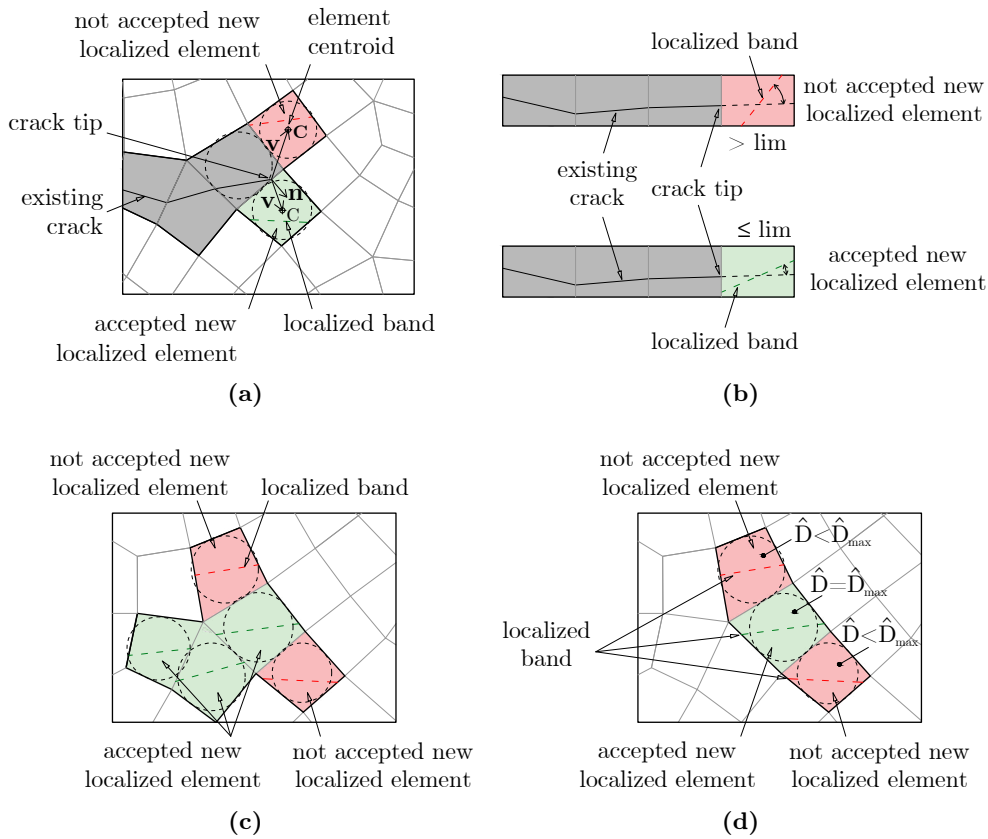 not accepted new
localized element
element
centroid
crack tip
C
v
existing
crack
n
v
C
accepted new
localized element
localized band
(a)
localized band
not accepted new
localized element
> lim
existing
crack
crack tip
≤ lim
accepted new
localized element
localized band
(b)
not accepted new
localized element
localized band
accepted new
localized element
not accepted new
localized element
(c)
not accepted new
localized element
D̂<D̂max
D̂=D̂max
D̂<D̂max
localized
band
accepted new
localized element
not accepted new
localized element
(d)